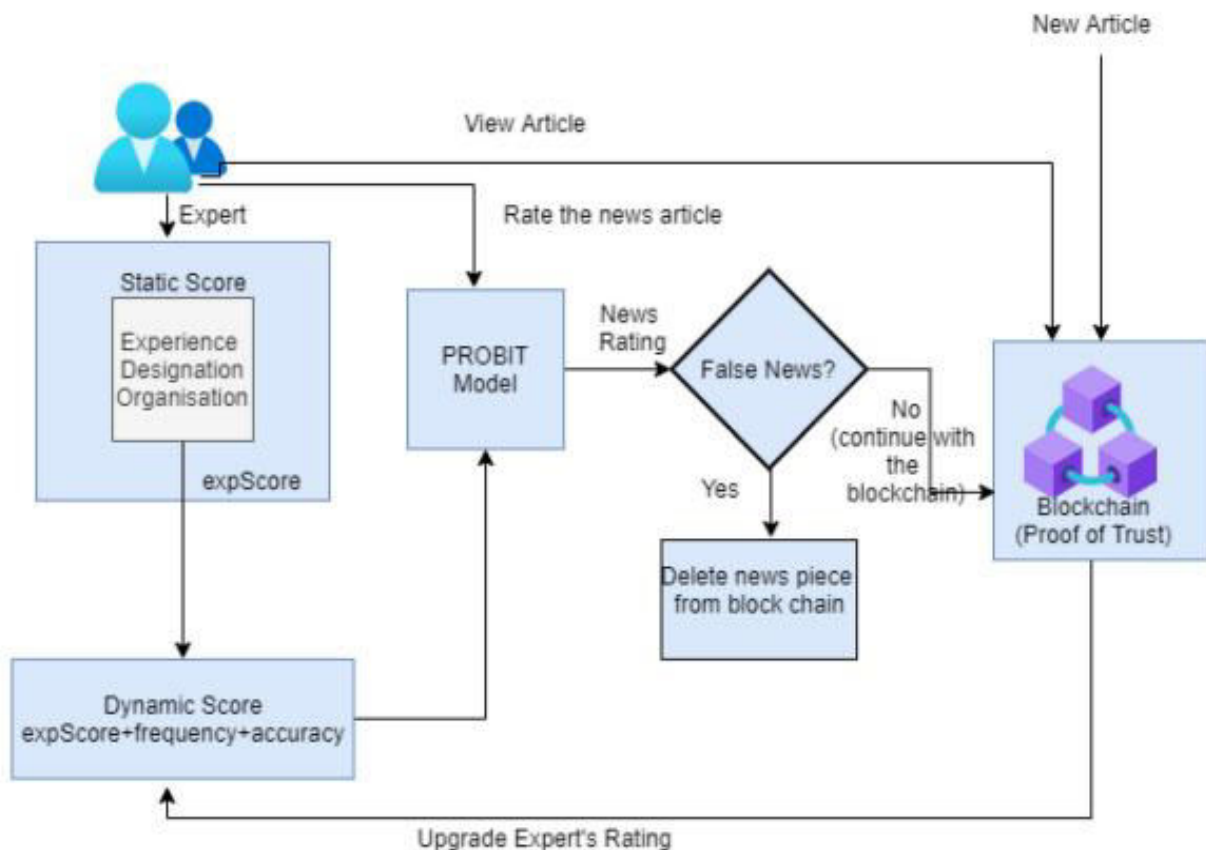 New Article
View Article
Expert
Rate the news article
Static Score
Experience
Designation
Organisation
expScore
PROBIT
Model
News
Rating
False News?
No
(continue with
the
blockchain)
Yes
Blockchain
(Proof of Trust)
Delete news piece
from block chain
Dynamic Score
expScore+frequency+accuracy
Upgrade Expert's Rating